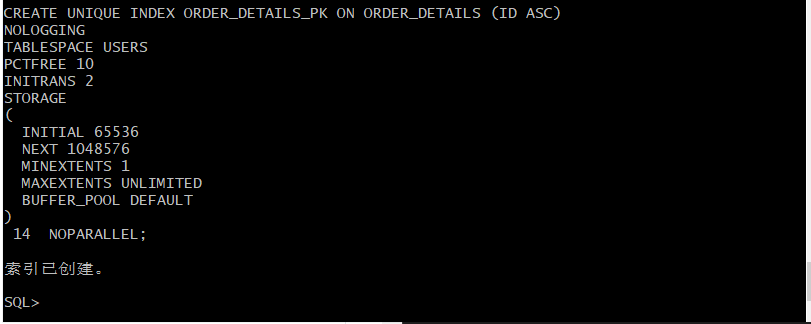 CREATE UNIQUE INDEX ORDER_DETAILS_PK ON ORDER_DETAILS (ID ASC)
NOLOGGING
TABLESPACE USERS
PCTFREE 10
INITRANS 2
STORAGE
(
  INITIAL 65536
  NEXT 1048576
  MINEXTENTS 1
  MAXEXTENTS UNLIMITED
  BUFFER_POOL DEFAULT
)
 14  NOPARALLEL;
索引已创建。
SQL>